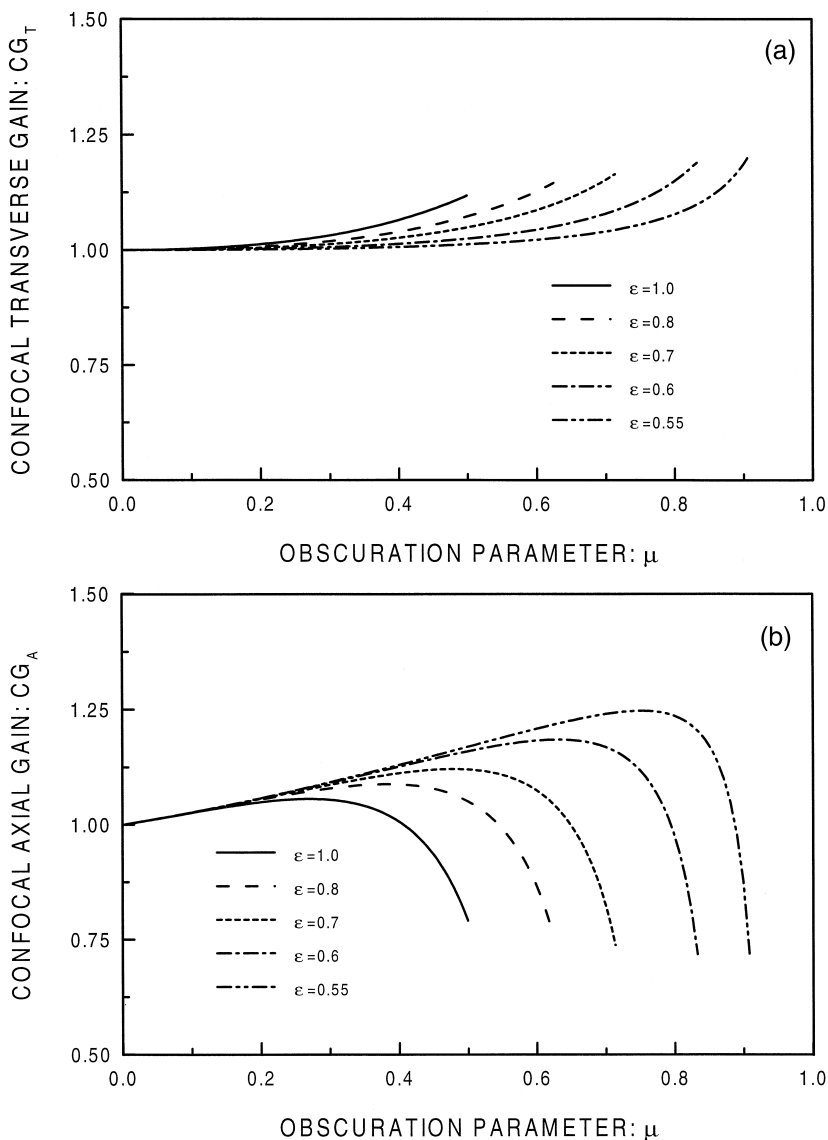 (a)
CONFOCAL TRANSVERSE GAIN: CG_T
1.50
1.25
1.00
0.75
0.50
ε=1.0
ε=0.8
ε=0.7
ε=0.6
ε=0.55
0.0 0.2 0.4 0.6 0.8 1.0
OBSCURATION PARAMETER: μ
(b)
CONFOCAL AXIAL GAIN: CG_A
1.50
1.25
1.00
0.75
0.50
ε=1.0
ε=0.8
ε=0.7
ε=0.6
ε=0.55
0.0 0.2 0.4 0.6 0.8 1.0
OBSCURATION PARAMETER: μ